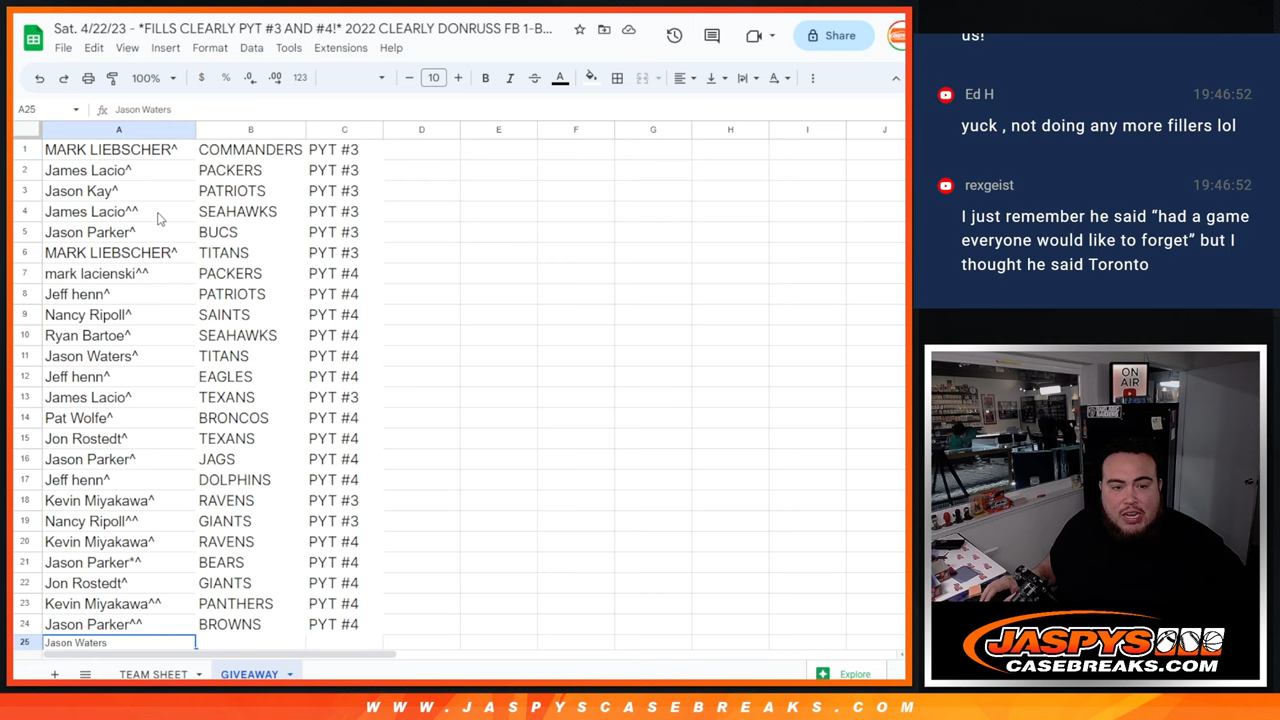 Sat. 4/22/23 - *FILLS CLEARLY PYT #3 AND #4!* 2022 CLEARLY DONRUSS FB 1-B...
File Edit View Insert Format Data Tools Extensions Help
Share
100% $ % .0 .00 123 10 B I A
A25 fx Jason Waters
A B C D E F G H I J
1 MARK LIEBSCHER^ COMMANDERS PYT #3
2 James Lacio^ PACKERS PYT #3
3 Jason Kay^ PATRIOTS PYT #3
4 James Lacio^^ SEAHAWKS PYT #3
5 Jason Parker^ BUCS PYT #3
6 MARK LIEBSCHER^ TITANS PYT #3
7 mark lacienski^^ PACKERS PYT #4
8 Jeff henn^ PATRIOTS PYT #4
9 Nancy Ripoll^ SAINTS PYT #4
10 Ryan Bartoe^ SEAHAWKS PYT #4
11 Jason Waters^ TITANS PYT #4
12 Jeff henn^ EAGLES PYT #4
13 James Lacio^ TEXANS PYT #3
14 Pat Wolfe^ BRONCOS PYT #4
15 Jon Rostedt^ TEXANS PYT #4
16 Jason Parker^ JAGS PYT #4
17 Jeff henn^ DOLPHINS PYT #4
18 Kevin Miyakawa^ RAVENS PYT #3
19 Nancy Ripoll^^ GIANTS PYT #3
20 Kevin Miyakawa^ RAVENS PYT #4
21 Jason Parker*^ BEARS PYT #4
22 Jon Rostedt^ GIANTS PYT #4
23 Kevin Miyakawa^^ PANTHERS PYT #4
24 Jason Parker^^ BROWNS PYT #4
25 Jason Waters
TEAM SHEET GIVEAWAY Explore
us!
Ed H 19:46:52
yuck , not doing any more fillers lol
rexgeist 19:46:52
I just remember he said “had a game
everyone would like to forget” but I
thought he said Toronto
ON
AIR
JASPYS
CASEBREAKS.COM
WWW.JASPYSCASEBREAKS.COM